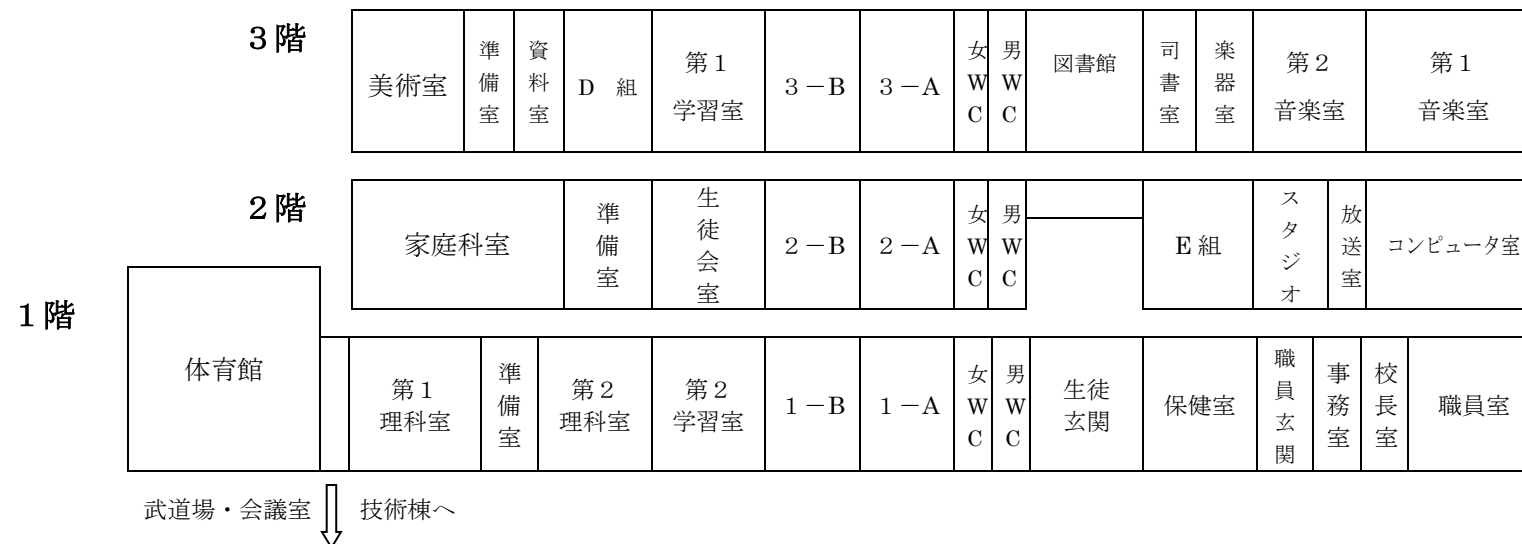 3階
美術室
準備室
資料室
D 組
第1
学習室
3-B
3-A
女WC
男WC
図書館
司書室
楽器室
第2
音楽室
第1
音楽室
2階
家庭科室
準備室
生徒会室
2-B
2-A
女WC
男WC
E組
スタジオ
放送室
コンピュータ室
1階
体育館
第1
理科室
準備室
第2
理科室
第2
学習室
1-B
1-A
女WC
男WC
生徒
玄関
保健室
職員玄関
事務室
校長室
職員室
武道場・会議室
技術棟へ